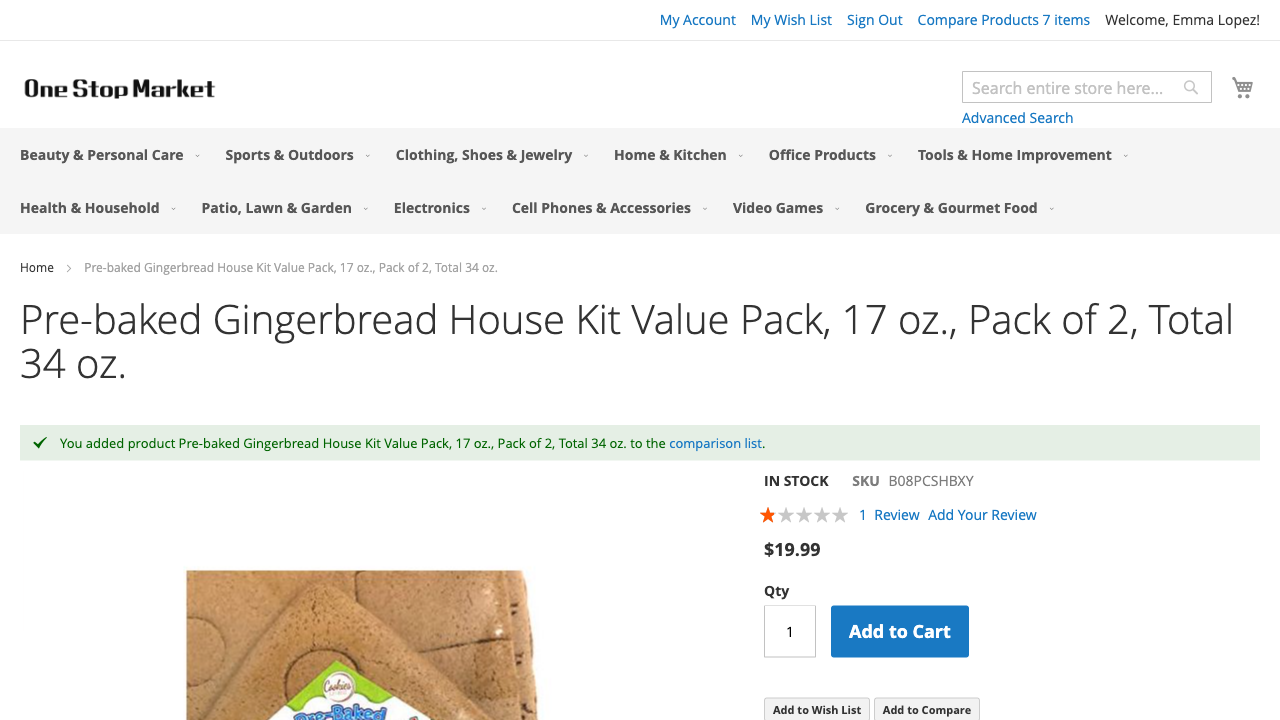 My Account My Wish List Sign Out Compare Products 7 items Welcome, Emma Lopez!
One Stop Market
Search entire store here...
Advanced Search
Beauty & Personal Care Sports & Outdoors Clothing, Shoes & Jewelry Home & Kitchen Office Products Tools & Home Improvement
Health & Household Patio, Lawn & Garden Electronics Cell Phones & Accessories Video Games Grocery & Gourmet Food
Home Pre-baked Gingerbread House Kit Value Pack, 17 oz., Pack of 2, Total 34 oz.
Pre-baked Gingerbread House Kit Value Pack, 17 oz., Pack of 2, Total
34 oz.
You added product Pre-baked Gingerbread House Kit Value Pack, 17 oz., Pack of 2, Total 34 oz. to the comparison list.
IN STOCK SKU B08PCSHBXY
1 Review Add Your Review
$19.99
Qty
1 Add to Cart
Cookies
Pre-Baked
Add to Wish List Add to Compare